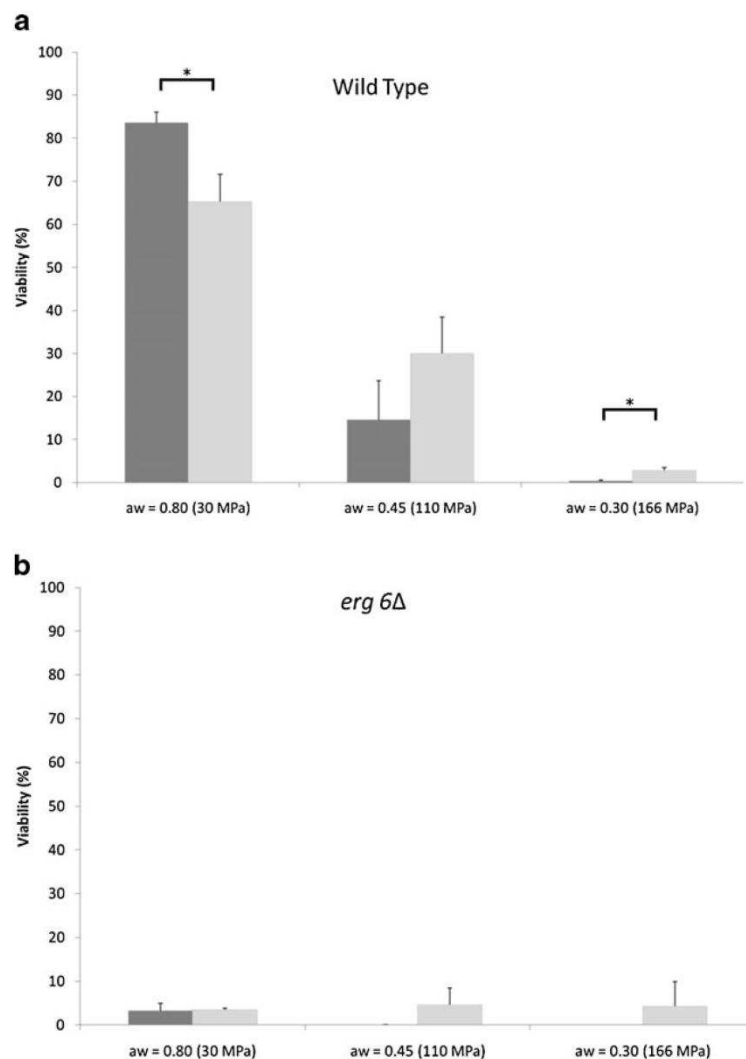 a
100
90
80
70
60
50
40
30
20
10
0
Viability (%)
*
Wild Type
*
aw = 0.80 (30 MPa)
aw = 0.45 (110 MPa)
aw = 0.30 (166 MPa)
b
100
90
80
70
60
50
40
30
20
10
0
Viability (%)
erg 6Δ
aw = 0.80 (30 MPa)
aw = 0.45 (110 MPa)
aw = 0.30 (166 MPa)